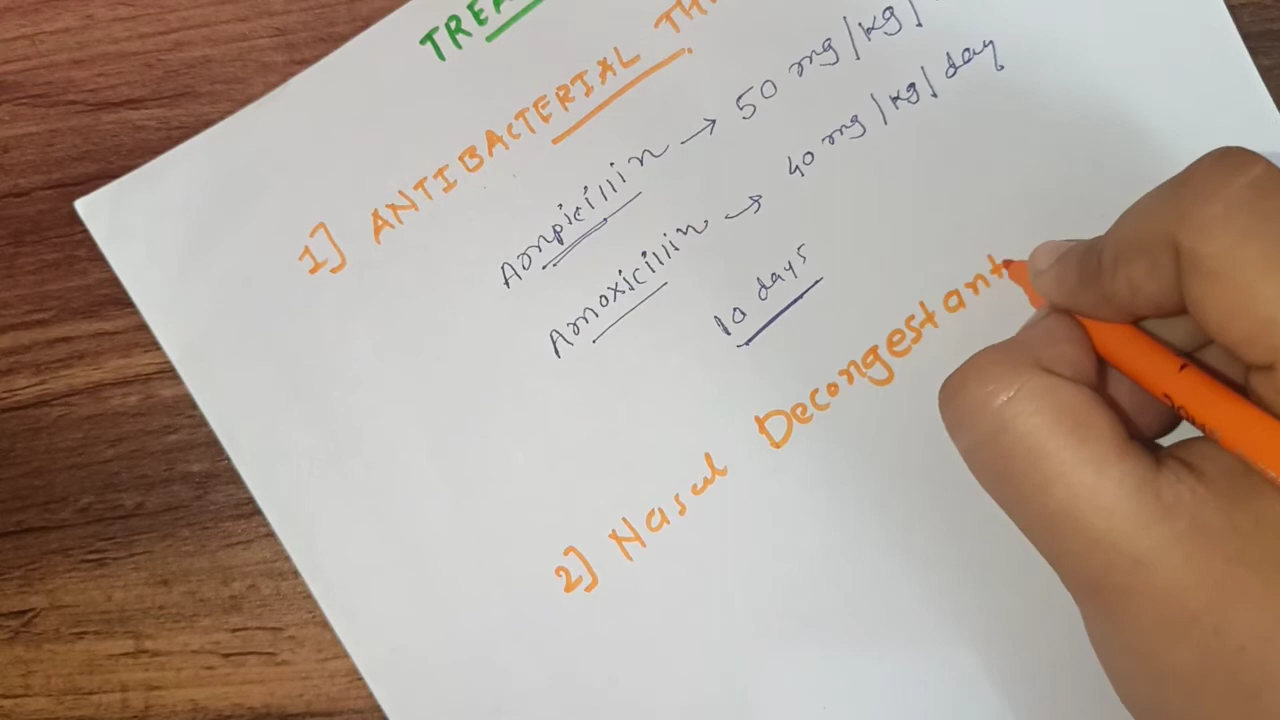 TREA
1] ANTIBACTERIAL TH
Ampicillin → 50 mg/kg/
Amoxicillin → 40 mg/kg/day
10 days
2] Nasal Decongestant